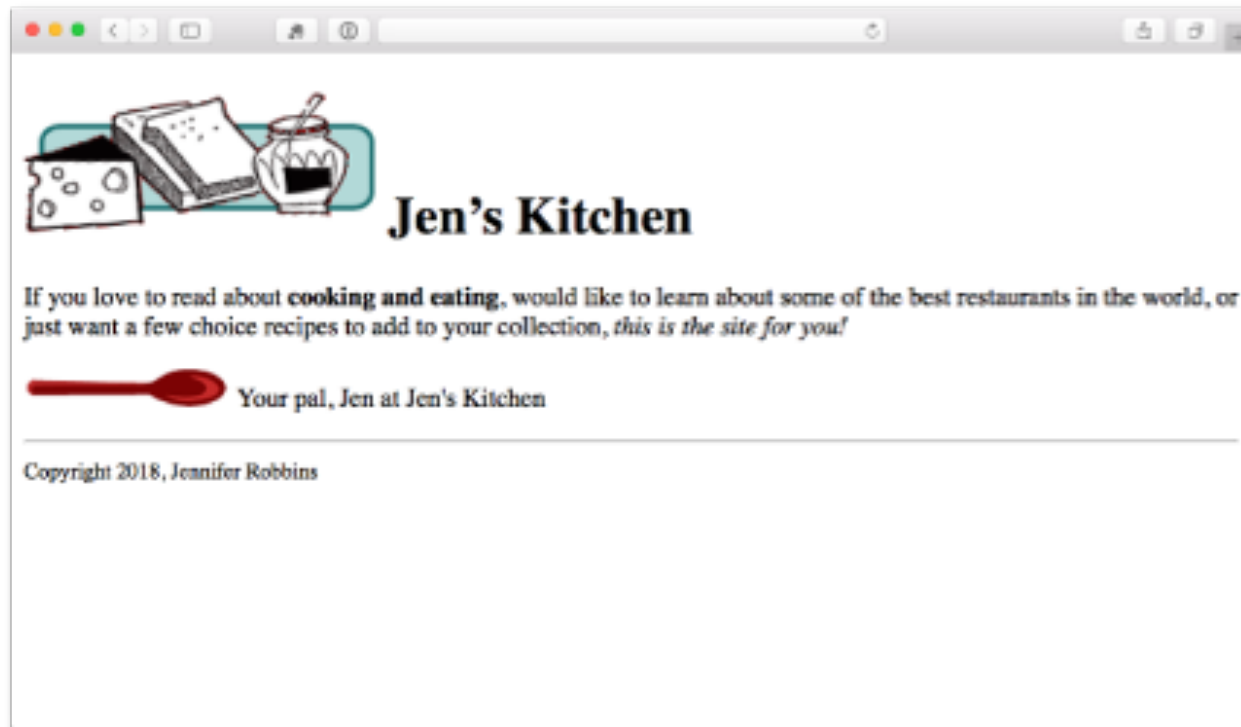 Jen’s Kitchen
If you love to read about cooking and eating, would like to learn about some of the best restaurants in the world, or
just want a few choice recipes to add to your collection, this is the site for you!
Your pal, Jen at Jen's Kitchen
Copyright 2018, Jennifer Robbins